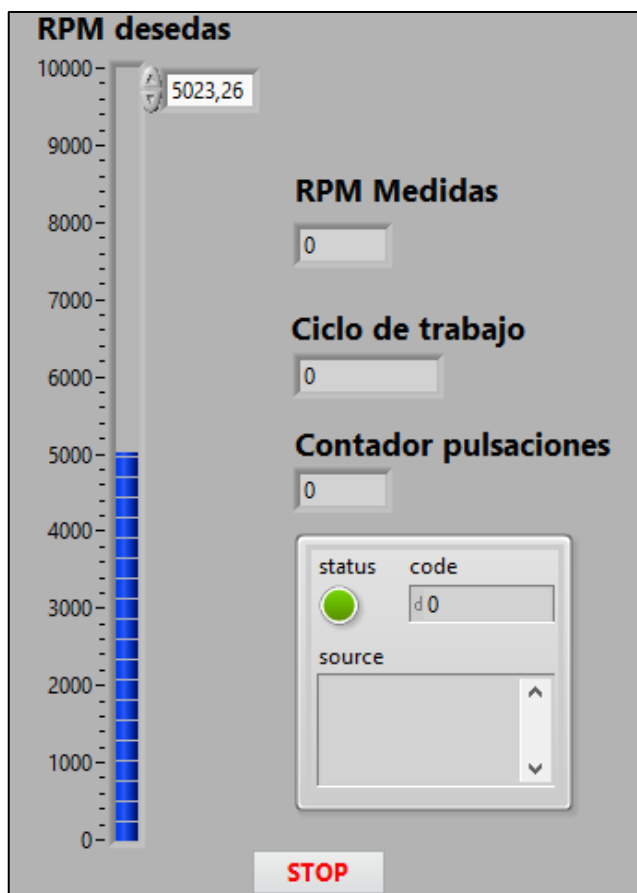 RPM desedas
10000
5023,26
9000
8000
7000
6000
5000
4000
3000
2000
1000
0
RPM Medidas
0
Ciclo de trabajo
0
Contador pulsaciones
0
status code
d 0
source
STOP